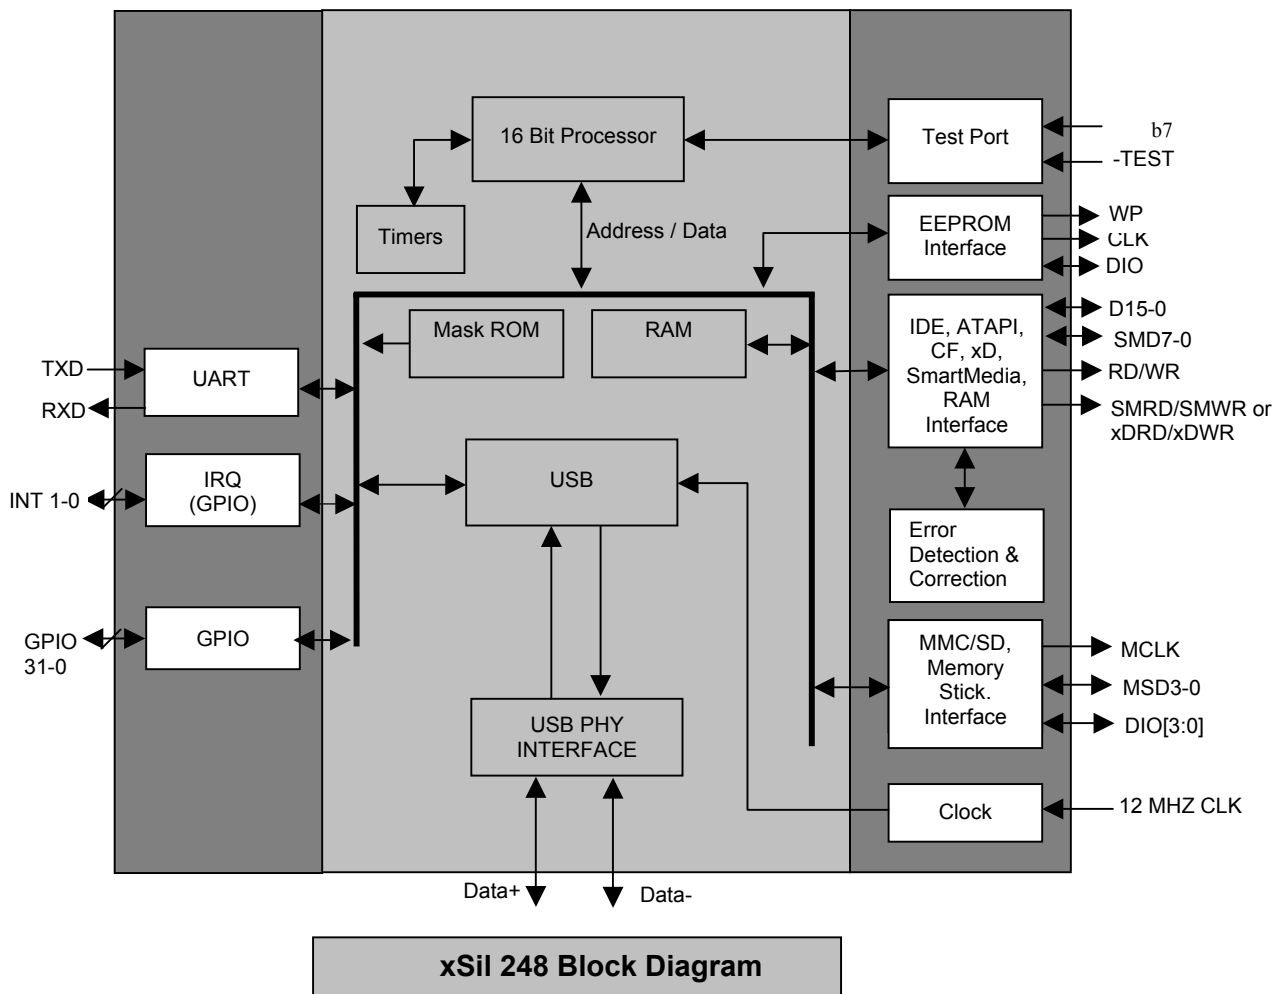 16 Bit Processor
Timers
Address / Data
Mask ROM
RAM
USB
USB PHY
INTERFACE
Data+
Data-
TXD
RXD
UART
INT 1-0
IRQ
(GPIO)
GPIO
31-0
GPIO
Test Port
b7
-TEST
EEPROM
Interface
WP
CLK
DIO
IDE, ATAPI,
CF, xD,
SmartMedia,
RAM
Interface
D15-0
SMD7-0
RD/WR
SMRD/SMWR or
xDRD/xDWR
Error
Detection &
Correction
MMC/SD,
Memory
Stick.
Interface
MCLK
MSD3-0
DIO[3:0]
Clock
12 MHZ CLK
xSil 248 Block Diagram